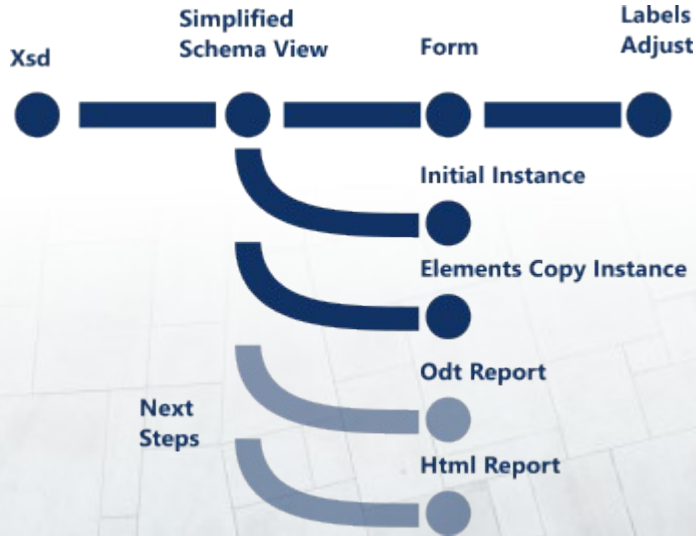 Xsd
Simplified
Schema View
Form
Labels
Adjust
Initial Instance
Elements Copy Instance
Odt Report
Next
Steps
Html Report